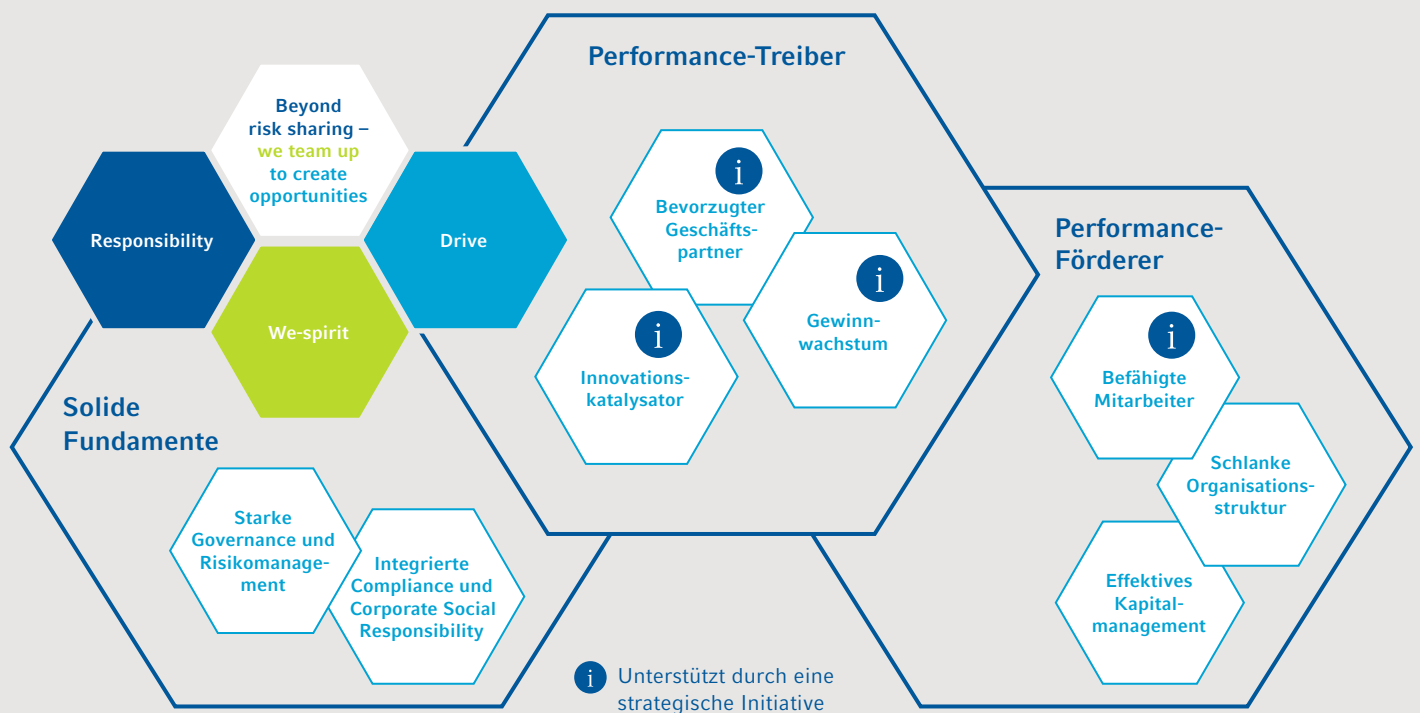 Performance-Treiber
Beyond
risk sharing –
we team up
to create
opportunities
Responsibility
Drive
We-spirit
i
Bevorzugter
Geschäfts-
partner
i
Gewinn-
wachstum
i
Innovations-
katalysator
Performance-
Förderer
i
Befähigte
Mitarbeiter
Schlanke
Organisations-
struktur
Effektives
Kapital-
management
Solide
Fundamente
Starke
Governance und
Risikomanage-
ment
Integrierte
Compliance und
Corporate Social
Responsibility
i Unterstützt durch eine
strategische Initiative